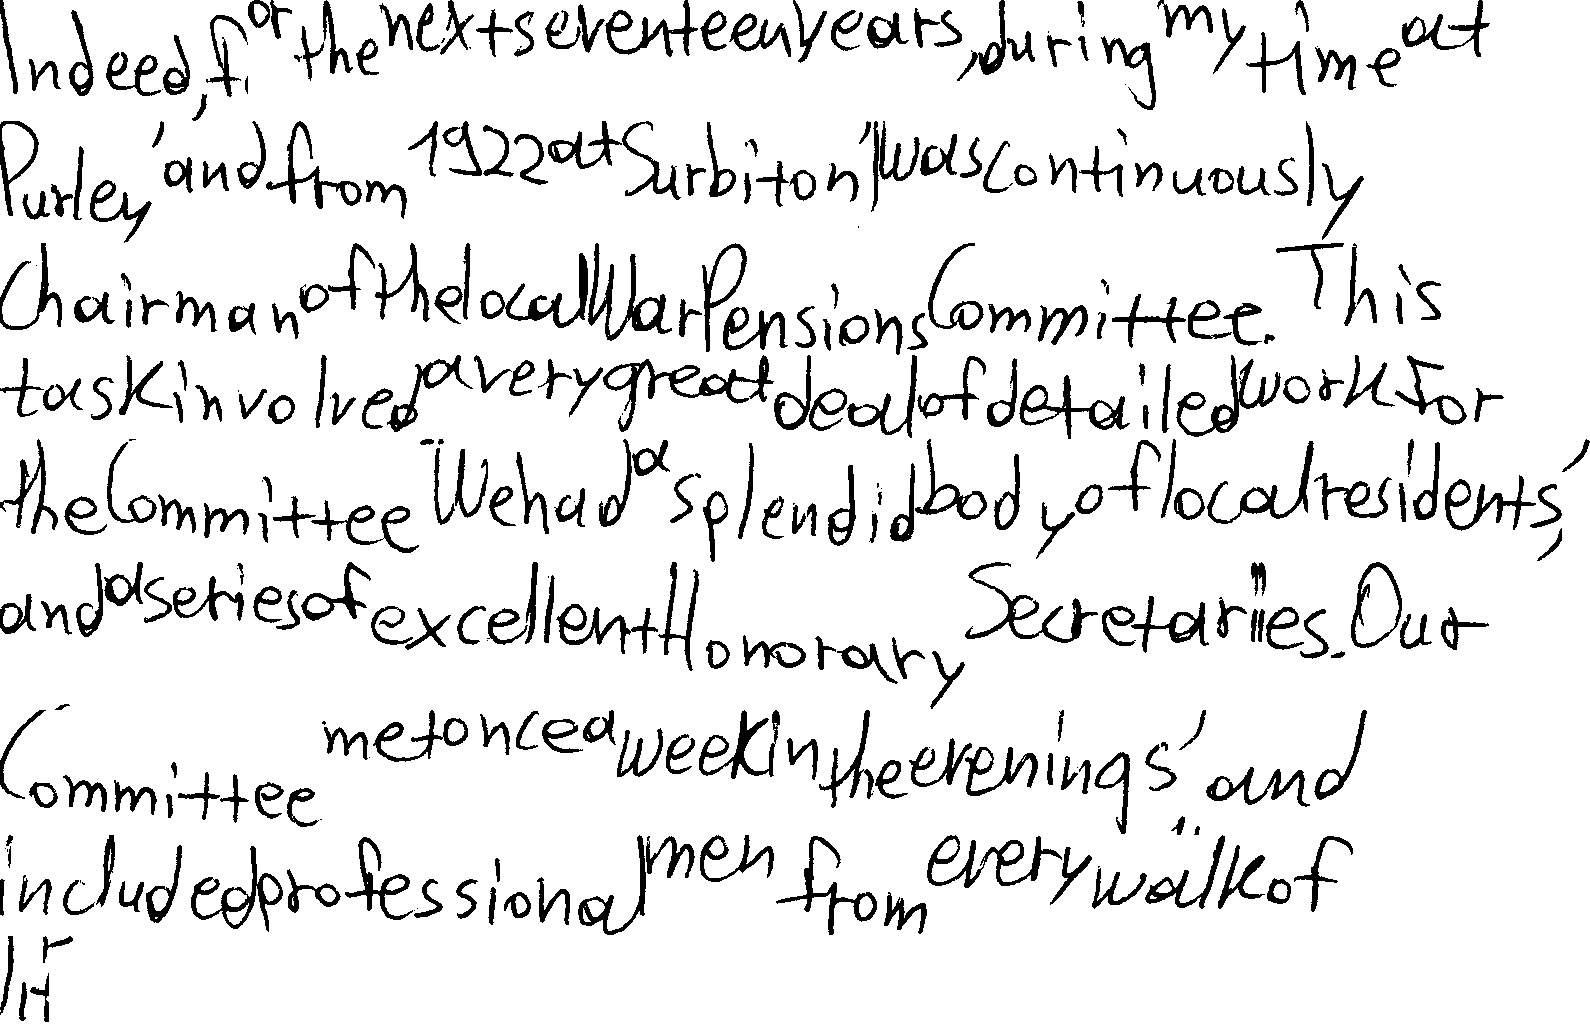 Indeed, for the next seventeen years, during my time at
Purley, and from 1922 at Surbiton, I was continuously
Chairman of the local War Pensions Committee. This
task involved a very great deal of detailed work for
the Committee We had a splendid body of local residents,
and a series of excellent Honorary Secretaries. Our
Committee met once a week in the evenings, and
included professional men from every walk of